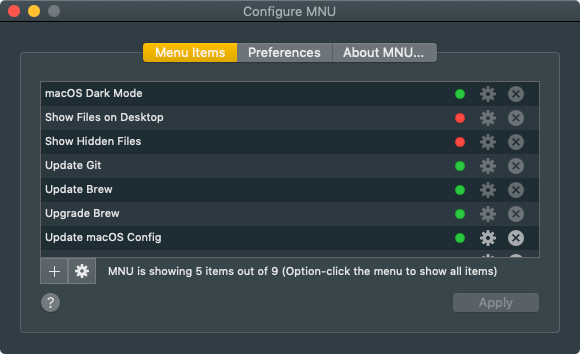 Configure MNU
Menu Items Preferences About MNU...
macOS Dark Mode
Show Files on Desktop
Show Hidden Files
Update Git
Update Brew
Upgrade Brew
Update macOS Config
MNU is showing 5 items out of 9 (Option-click the menu to show all items)
? Apply